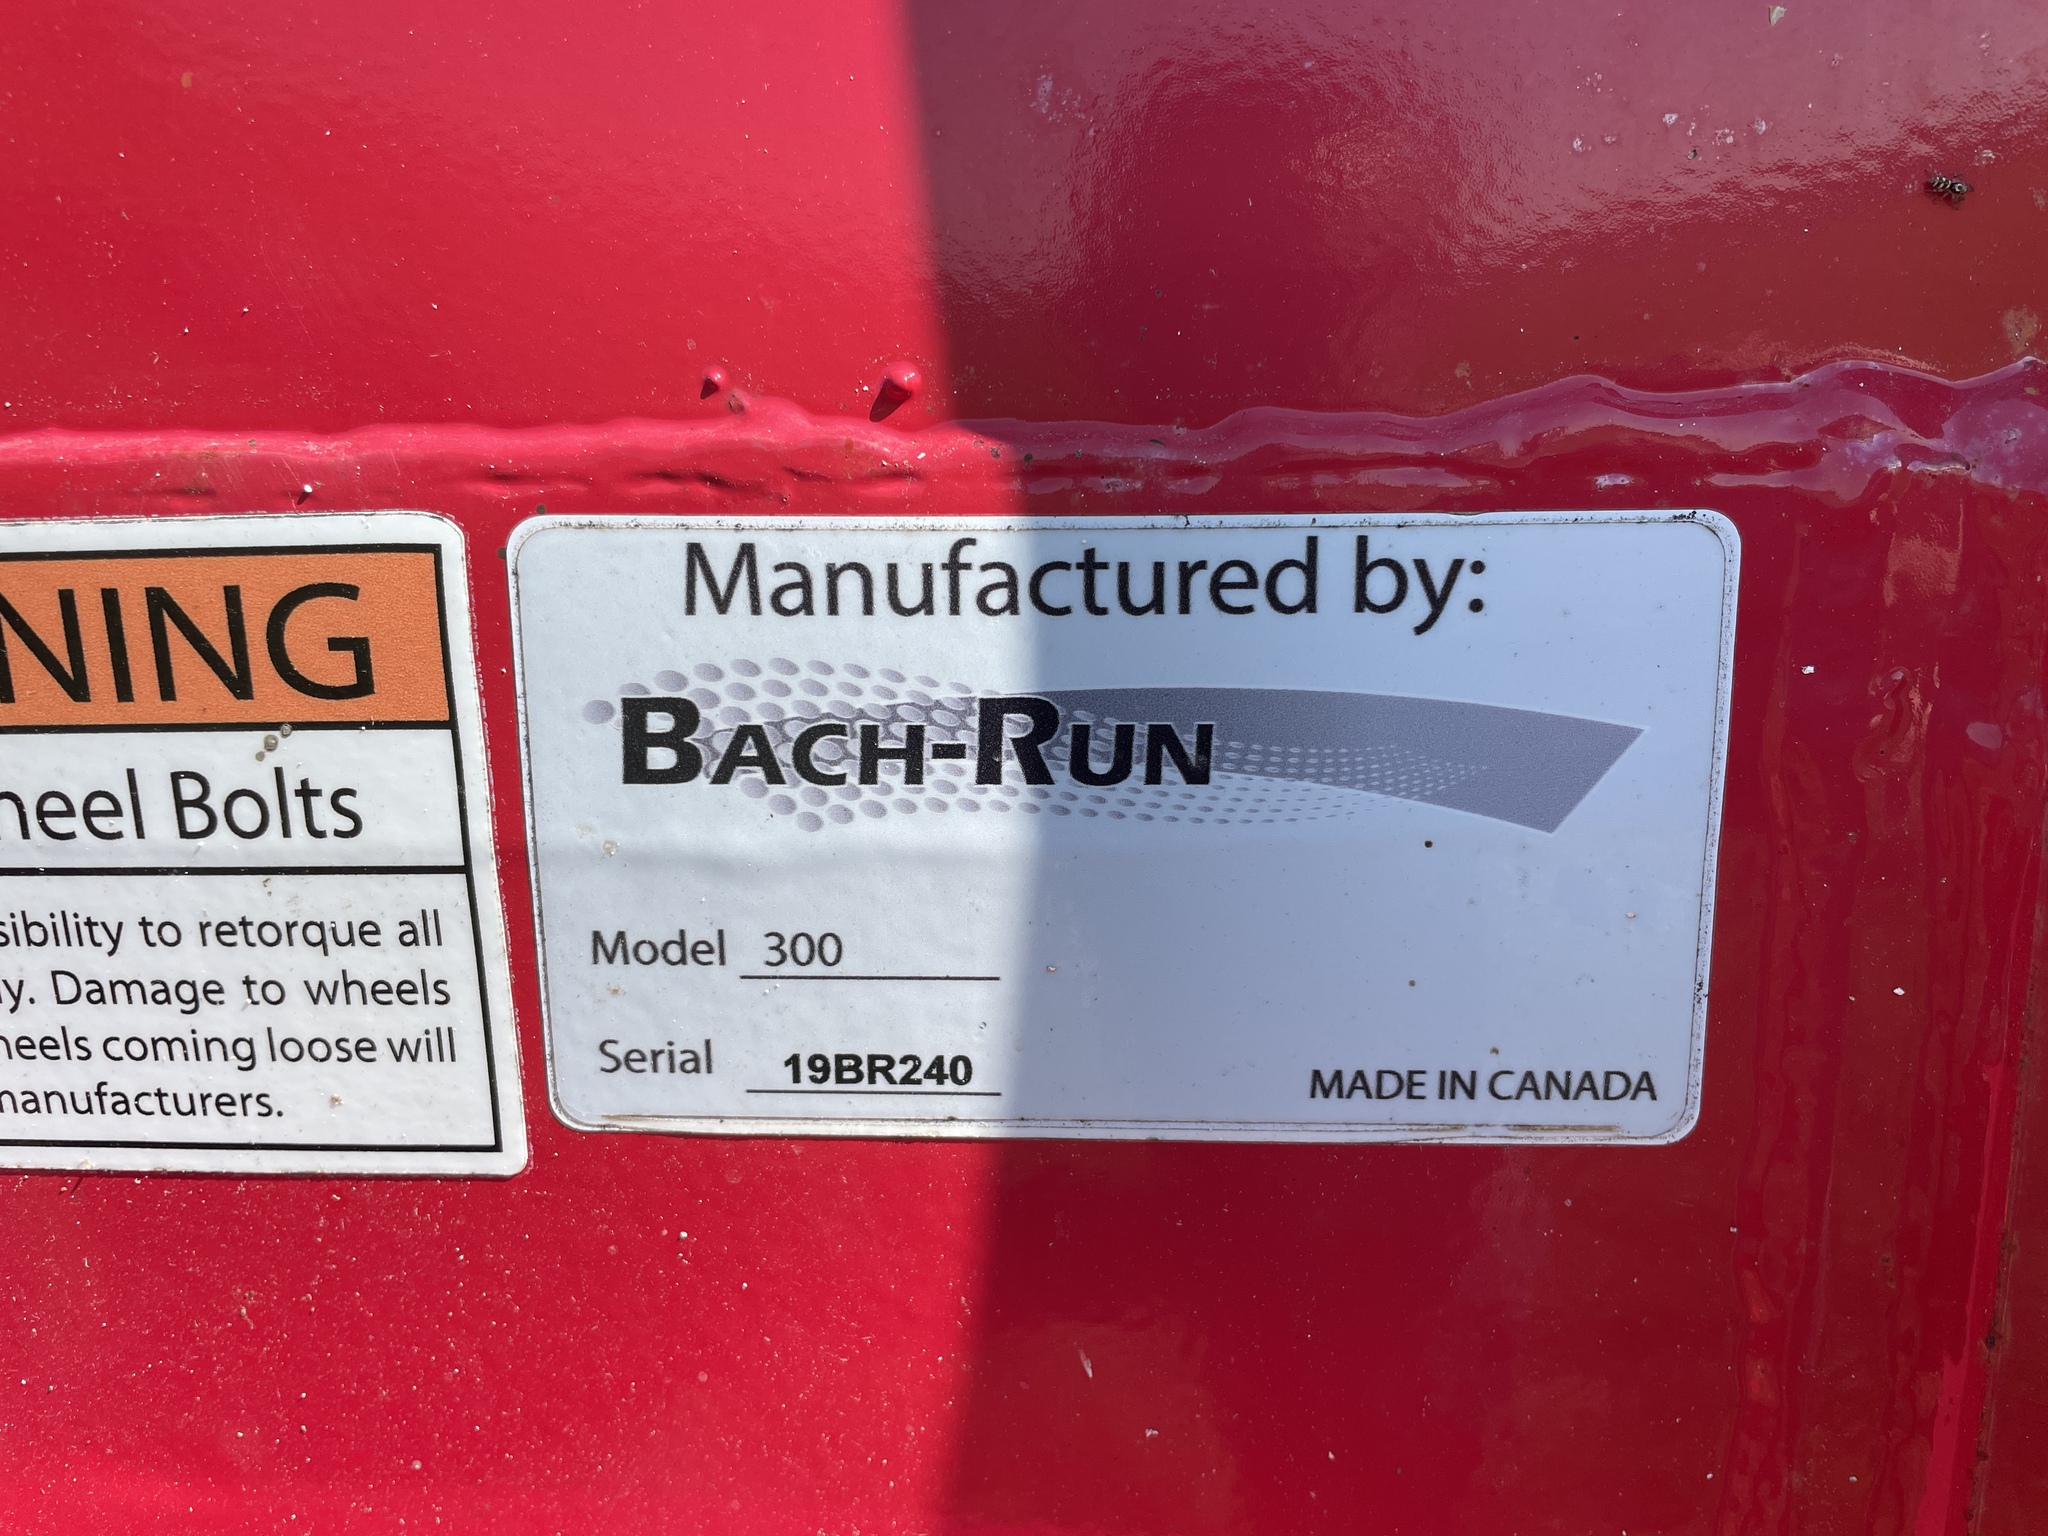 NING
heel Bolts
sibility to retorque all
y. Damage to wheels
heels coming loose will
manufacturers.
Manufactured by:
BACH-RUN
Model 300
Serial 19BR240
MADE IN CANADA